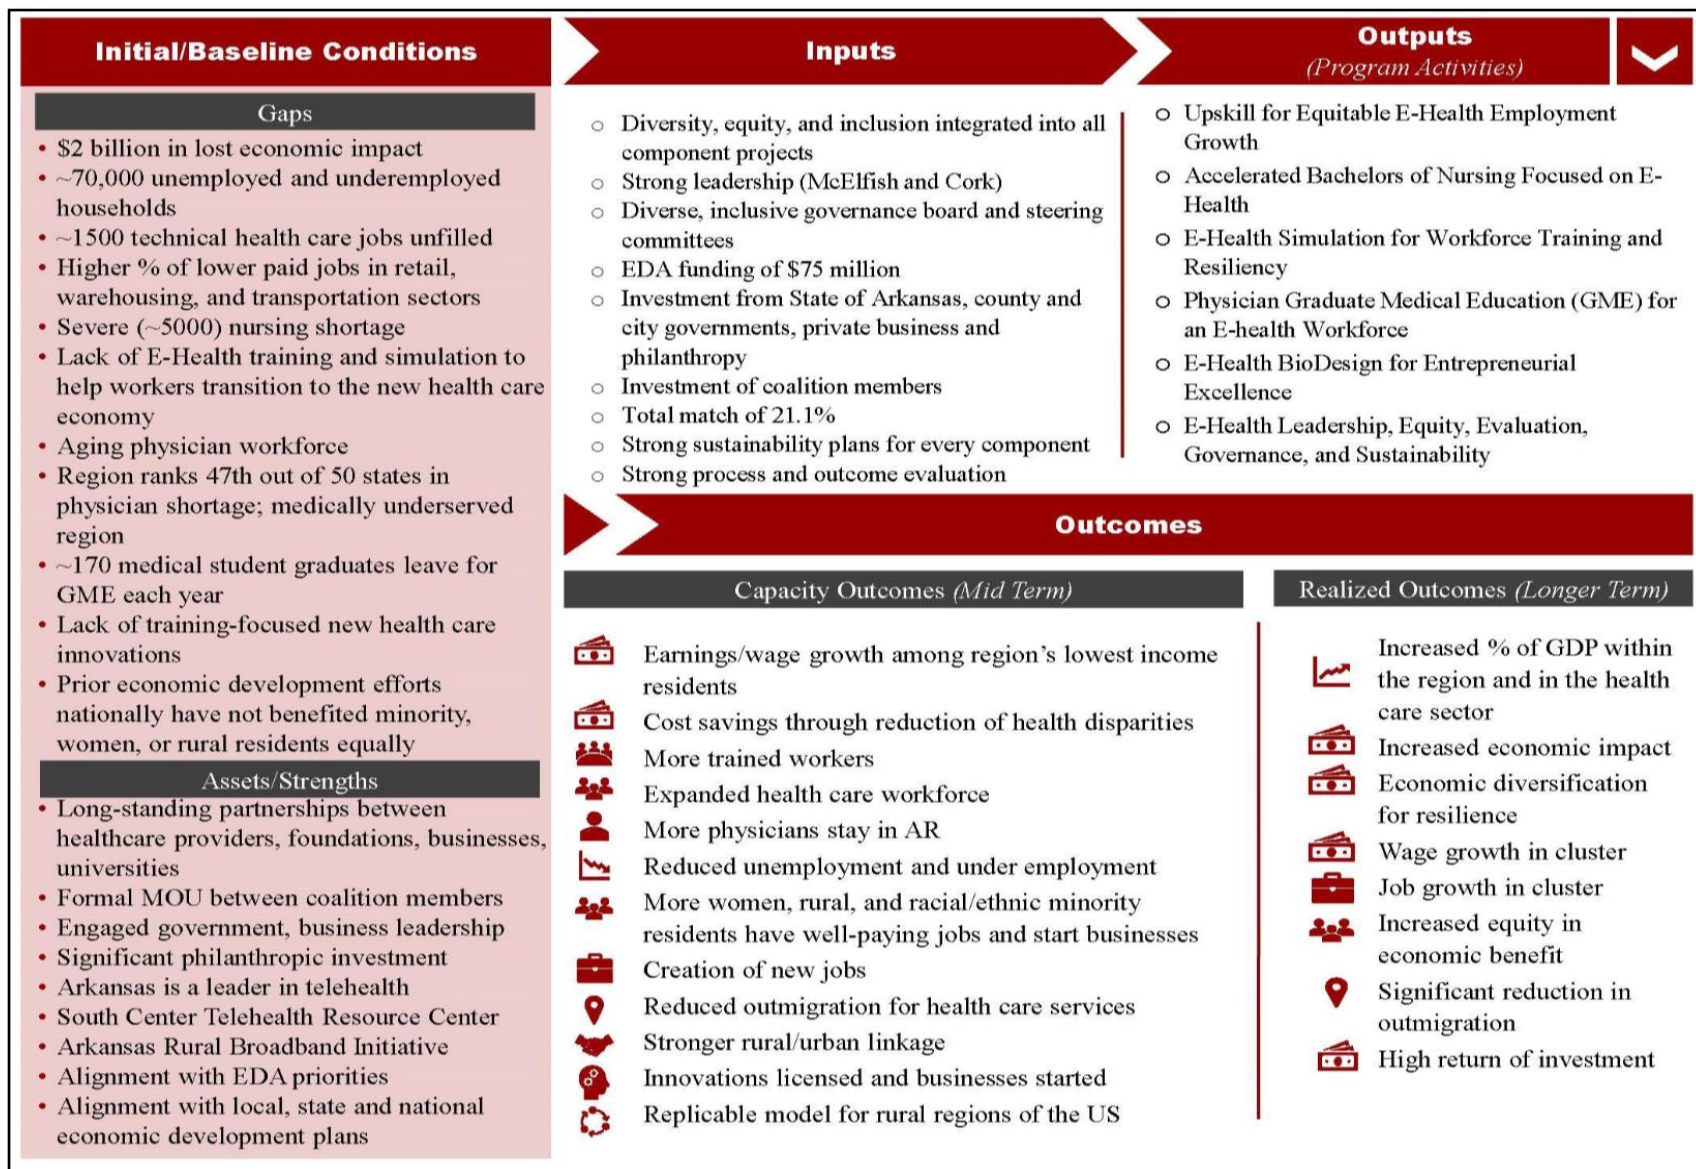 Initial/Baseline Conditions
Gaps
• $2 billion in lost economic impact
• ~70,000 unemployed and underemployed
households
• ~1500 technical health care jobs unfilled
• Higher % of lower paid jobs in retail,
warehousing, and transportation sectors
• Severe (~5000) nursing shortage
• Lack of E-Health training and simulation to
help workers transition to the new health care
economy
• Aging physician workforce
• Region ranks 47th out of 50 states in
physician shortage; medically underserved
region
• ~170 medical student graduates leave for
GME each year
• Lack of training-focused new health care
innovations
• Prior economic development efforts
nationally have not benefited minority,
women, or rural residents equally
Assets/Strengths
• Long-standing partnerships between
healthcare providers, foundations, businesses,
universities
• Formal MOU between coalition members
• Engaged government, business leadership
• Significant philanthropic investment
• Arkansas is a leader in telehealth
• South Center Telehealth Resource Center
• Arkansas Rural Broadband Initiative
• Alignment with EDA priorities
• Alignment with local, state and national
economic development plans
Inputs
○ Diversity, equity, and inclusion integrated into all
component projects
○ Strong leadership (McElfish and Cork)
○ Diverse, inclusive governance board and steering
committees
○ EDA funding of $75 million
○ Investment from State of Arkansas, county and
city governments, private business and
philanthropy
○ Investment of coalition members
○ Total match of 21.1%
○ Strong sustainability plans for every component
○ Strong process and outcome evaluation
Outputs
(Program Activities)
○ Upskill for Equitable E-Health Employment
Growth
○ Accelerated Bachelors of Nursing Focused on E-
Health
○ E-Health Simulation for Workforce Training and
Resiliency
○ Physician Graduate Medical Education (GME) for
an E-health Workforce
○ E-Health BioDesign for Entrepreneurial
Excellence
○ E-Health Leadership, Equity, Evaluation,
Governance, and Sustainability
Outcomes
Capacity Outcomes (Mid Term)
Earnings/wage growth among region's lowest income
residents
Cost savings through reduction of health disparities
More trained workers
Expanded health care workforce
More physicians stay in AR
Reduced unemployment and under employment
More women, rural, and racial/ethnic minority
residents have well-paying jobs and start businesses
Creation of new jobs
Reduced outmigration for health care services
Stronger rural/urban linkage
Innovations licensed and businesses started
Replicable model for rural regions of the US
Realized Outcomes (Longer Term)
Increased % of GDP within
the region and in the health
care sector
Increased economic impact
Economic diversification
for resilience
Wage growth in cluster
Job growth in cluster
Increased equity in
economic benefit
Significant reduction in
outmigration
High return of investment